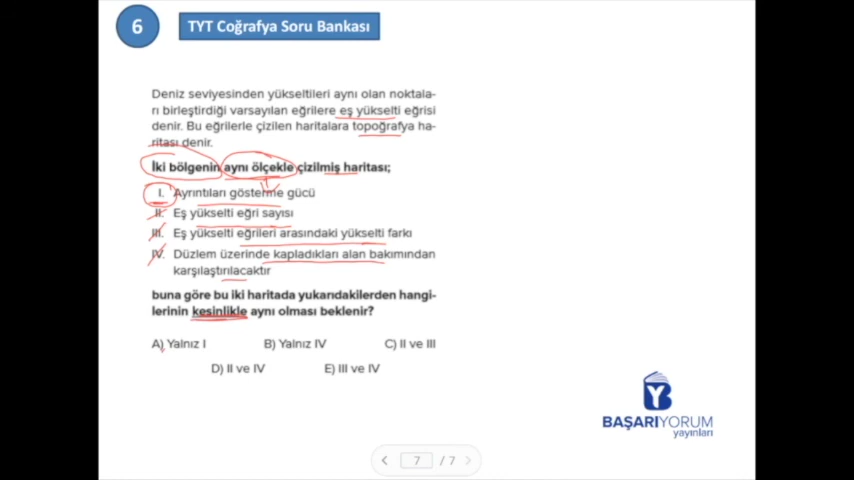 6
TYT Coğrafya Soru Bankası
Deniz seviyesinden yükseltileri aynı olan noktala-
rı birleştirdiği varsayılan eğrilere eş yükselti eğrisi
denir. Bu eğrilerle çizilen haritalara topoğrafya ha-
ritası denir.
İki bölgenin aynı ölçekle çizilmiş haritası;
I. Ayrıntıları gösterme gücü
II. Eş yükselti eğri sayısı
III. Eş yükselti eğrileri arasındaki yükselti farkı
IV. Düzlem üzerinde kapladıkları alan bakımından
karşılaştırılacaktır
buna göre bu iki haritada yukarıdakilerden hangi-
lerinin kesinlikle aynı olması beklenir?
A) Yalnız I B) Yalnız IV C) II ve III
D) II ve IV E) III ve IV
BAŞARIYORUM
yayınları
7 / 7